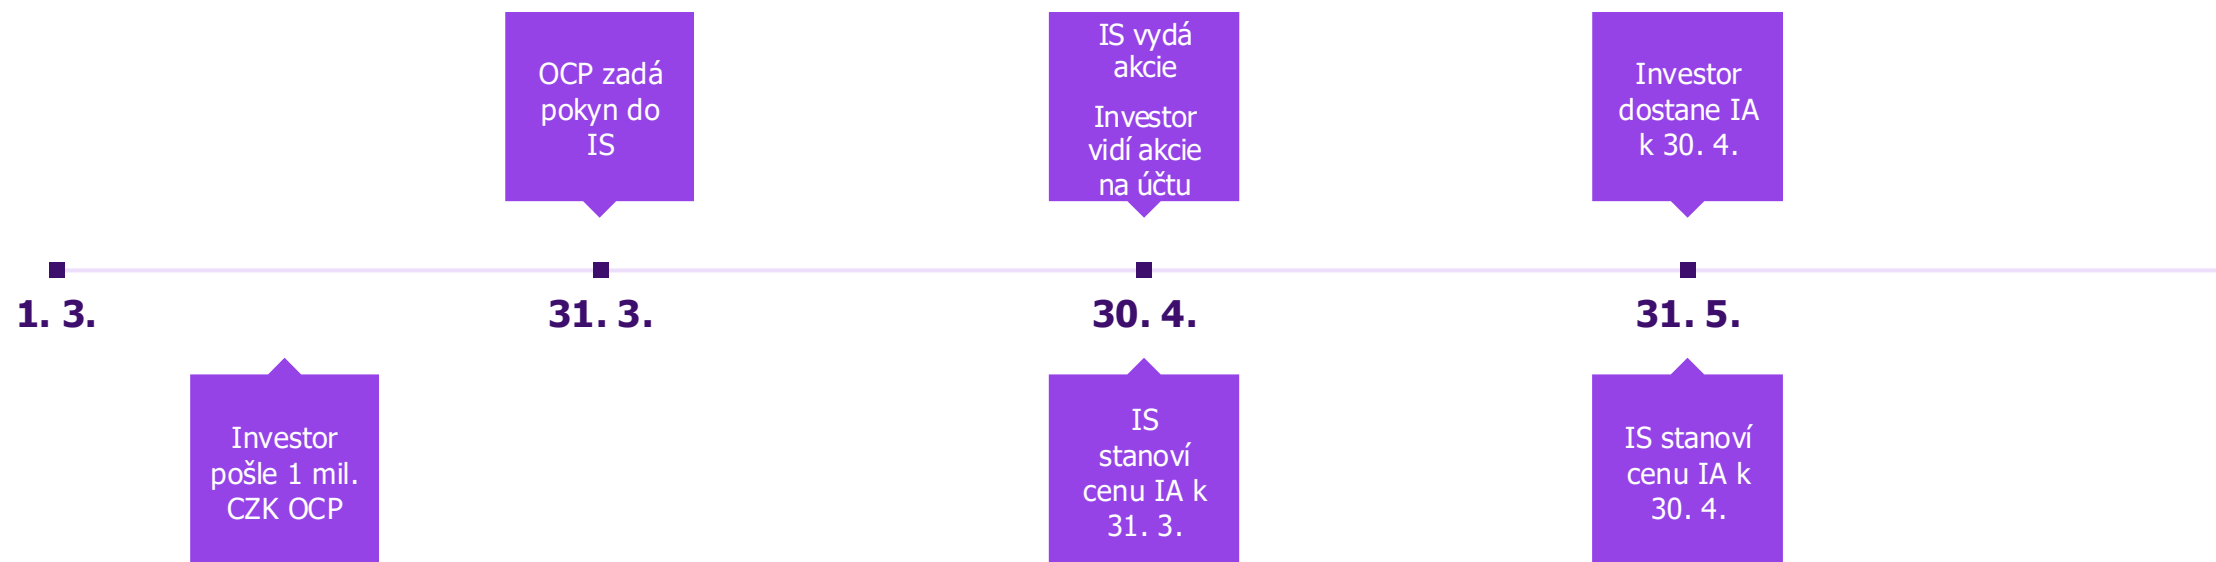 OCP zadá
pokyn do
IS
IS vydá
akcie
Investor
vidí akcie
na účtu
Investor
dostane IA
k 30. 4.
1. 3.
31. 3.
30. 4.
31. 5.
Investor
pošle 1 mil.
CZK OCP
IS
stanoví
cenu IA k
31. 3.
IS stanoví
cenu IA k
30. 4.